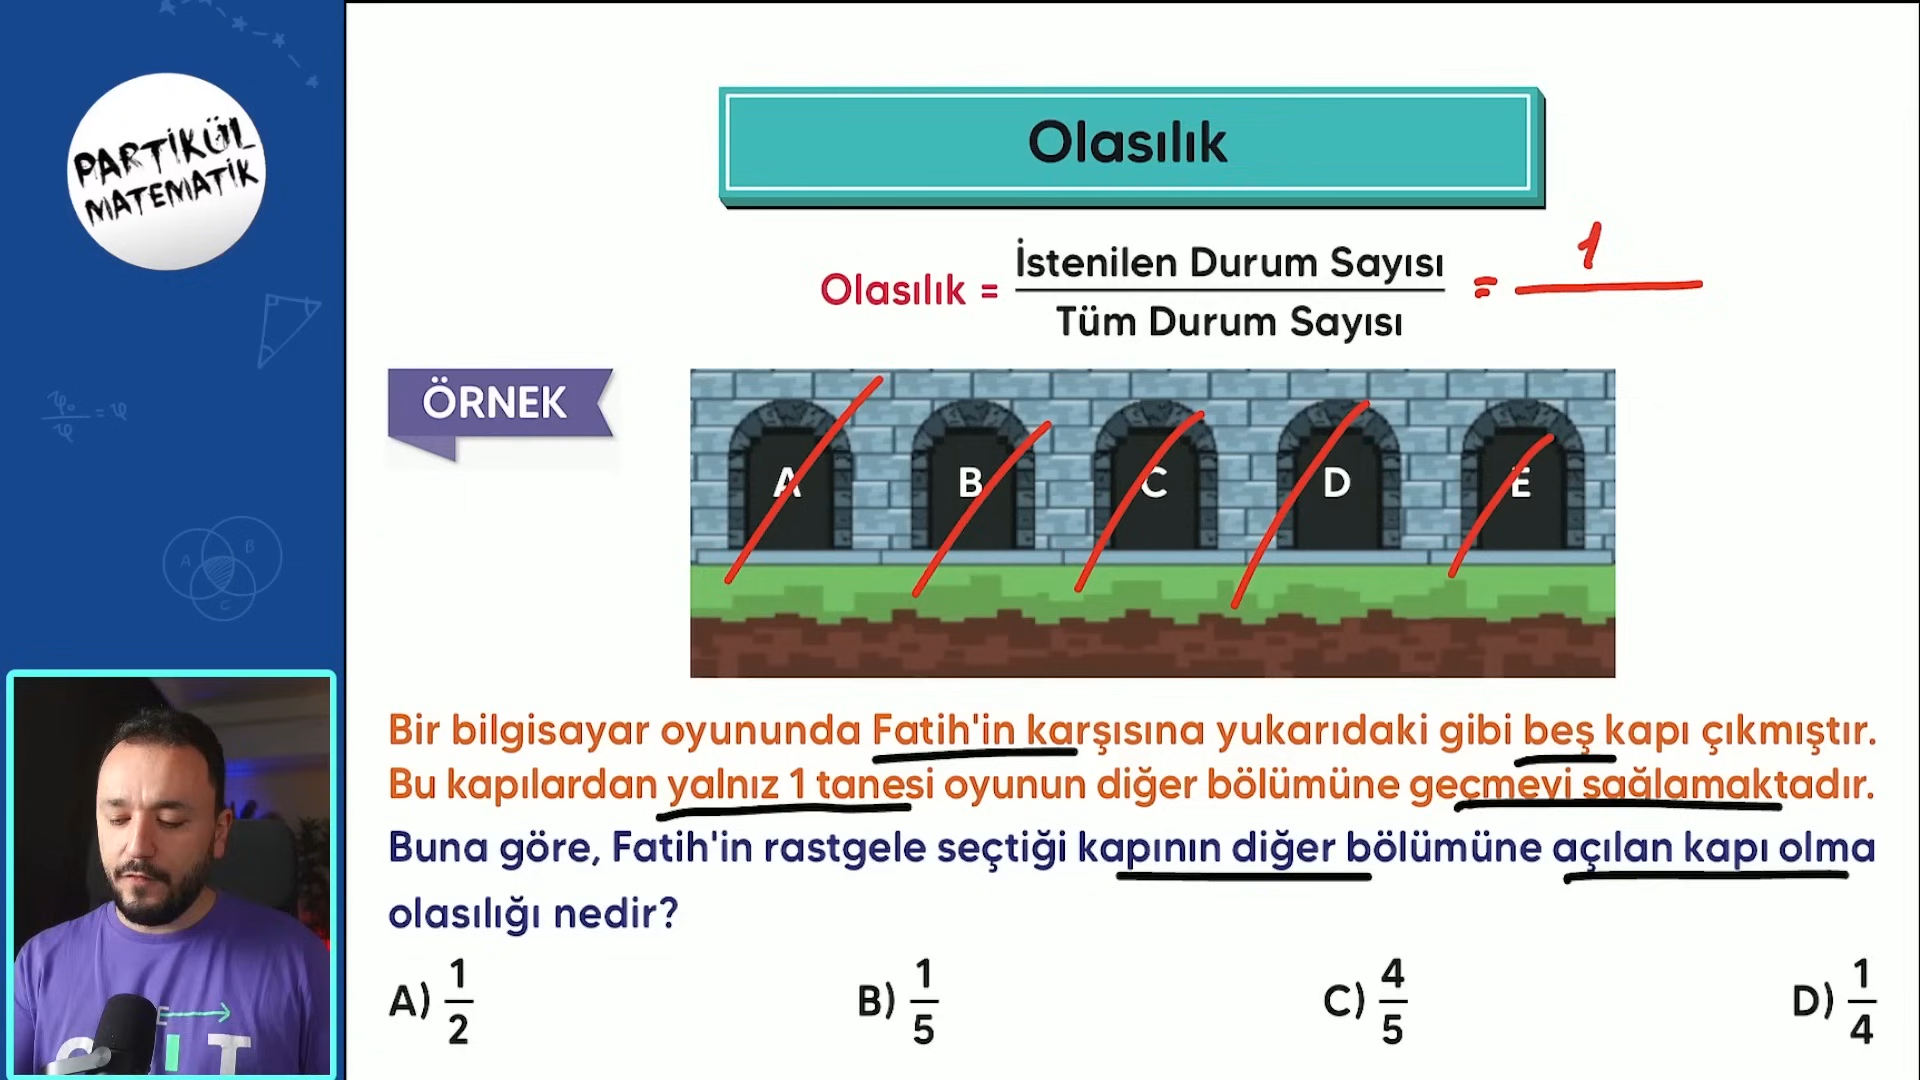 PARTİKÜL
MATEMATİK
Olasılık
Olasılık = İstenilen Durum Sayısı / Tüm Durum Sayısı = 1
ÖRNEK
A B C D E
Bir bilgisayar oyununda Fatih'in karşısına yukarıdaki gibi beş kapı çıkmıştır.
Bu kapılardan yalnız 1 tanesi oyunun diğer bölümüne geçmeyi sağlamaktadır.
Buna göre, Fatih'in rastgele seçtiği kapının diğer bölümüne açılan kapı olma
olasılığı nedir?
A) 1/2 B) 1/5 C) 4/5 D) 1/4
A B
C